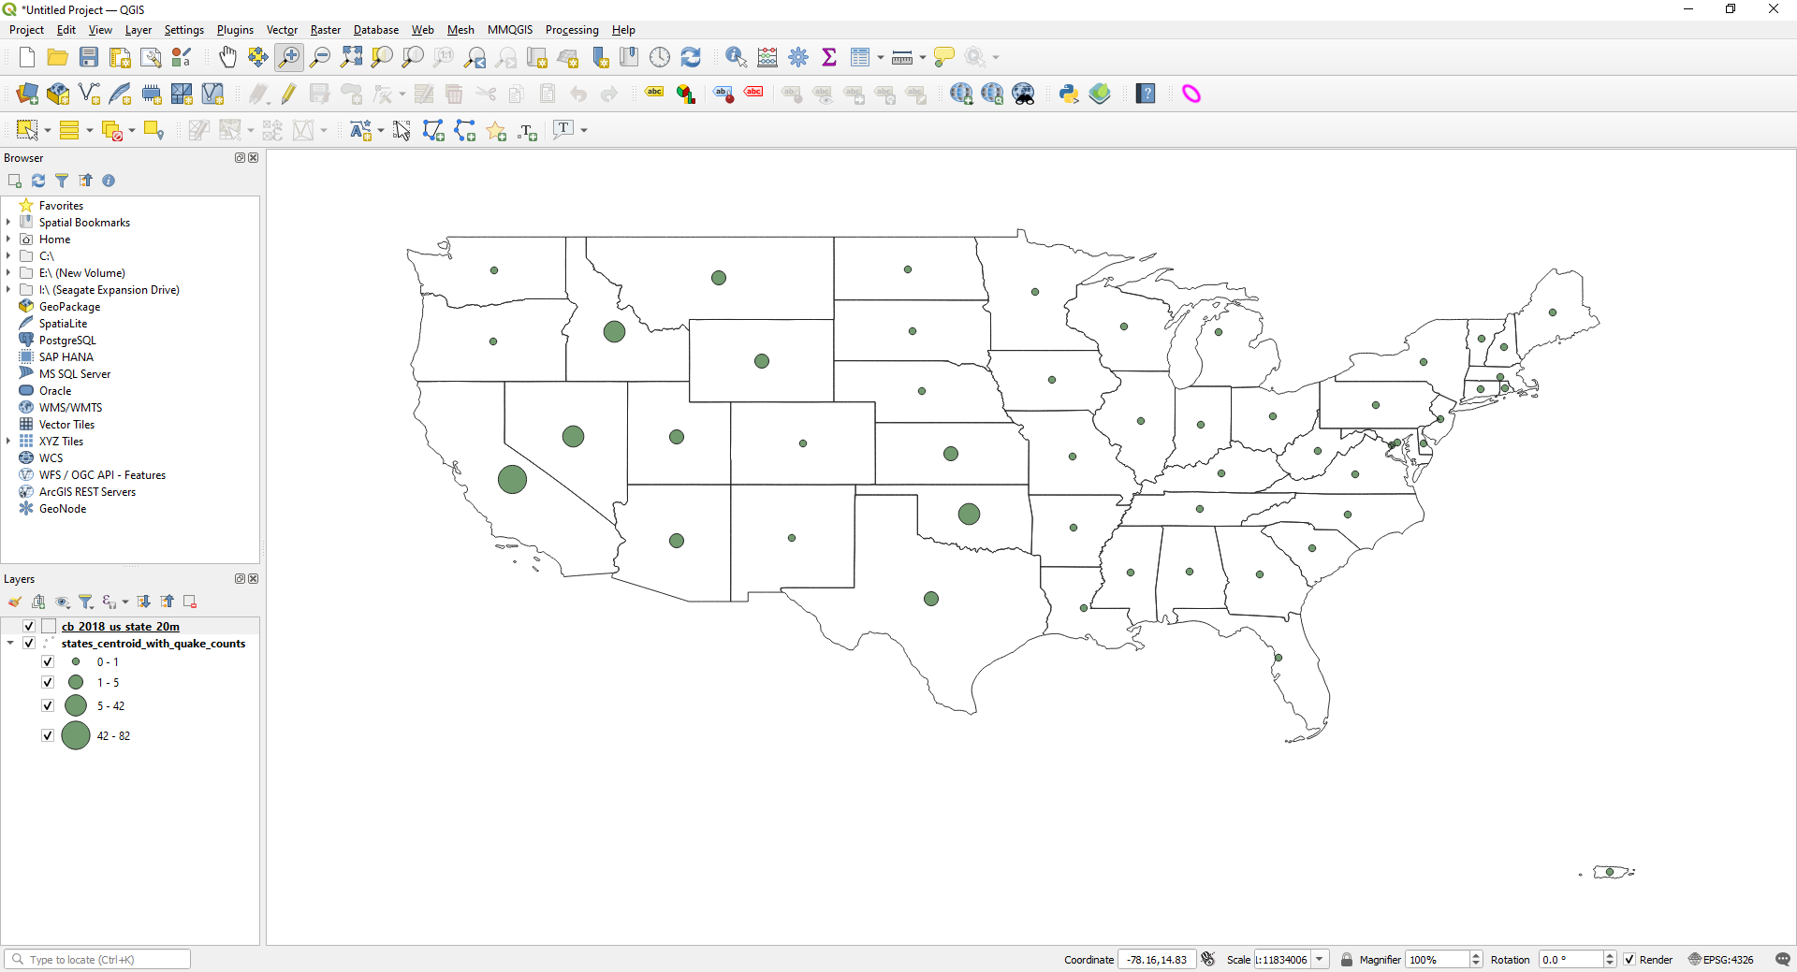 *Untitled Project — QGIS
Project Edit View Layer Settings Plugins Vector Raster Database Web Mesh MMQGIS Processing Help
Browser
Favorites
Spatial Bookmarks
Home
C:\
E:\ (New Volume)
I:\ (Seagate Expansion Drive)
GeoPackage
SpatiaLite
PostgreSQL
SAP HANA
MS SQL Server
Oracle
WMS/WMTS
Vector Tiles
XYZ Tiles
WCS
WFS / OGC API - Features
ArcGIS REST Servers
GeoNode
Layers
cb_2018_us_state_20m
states_centroid_with_quake_counts
0 - 1
1 - 5
5 - 42
42 - 82
Type to locate (Ctrl+K) Coordinate -78.16,14.83 Scale 1:11834006 Magnifier 100% Rotation 0.0 ° Render EPSG:4326